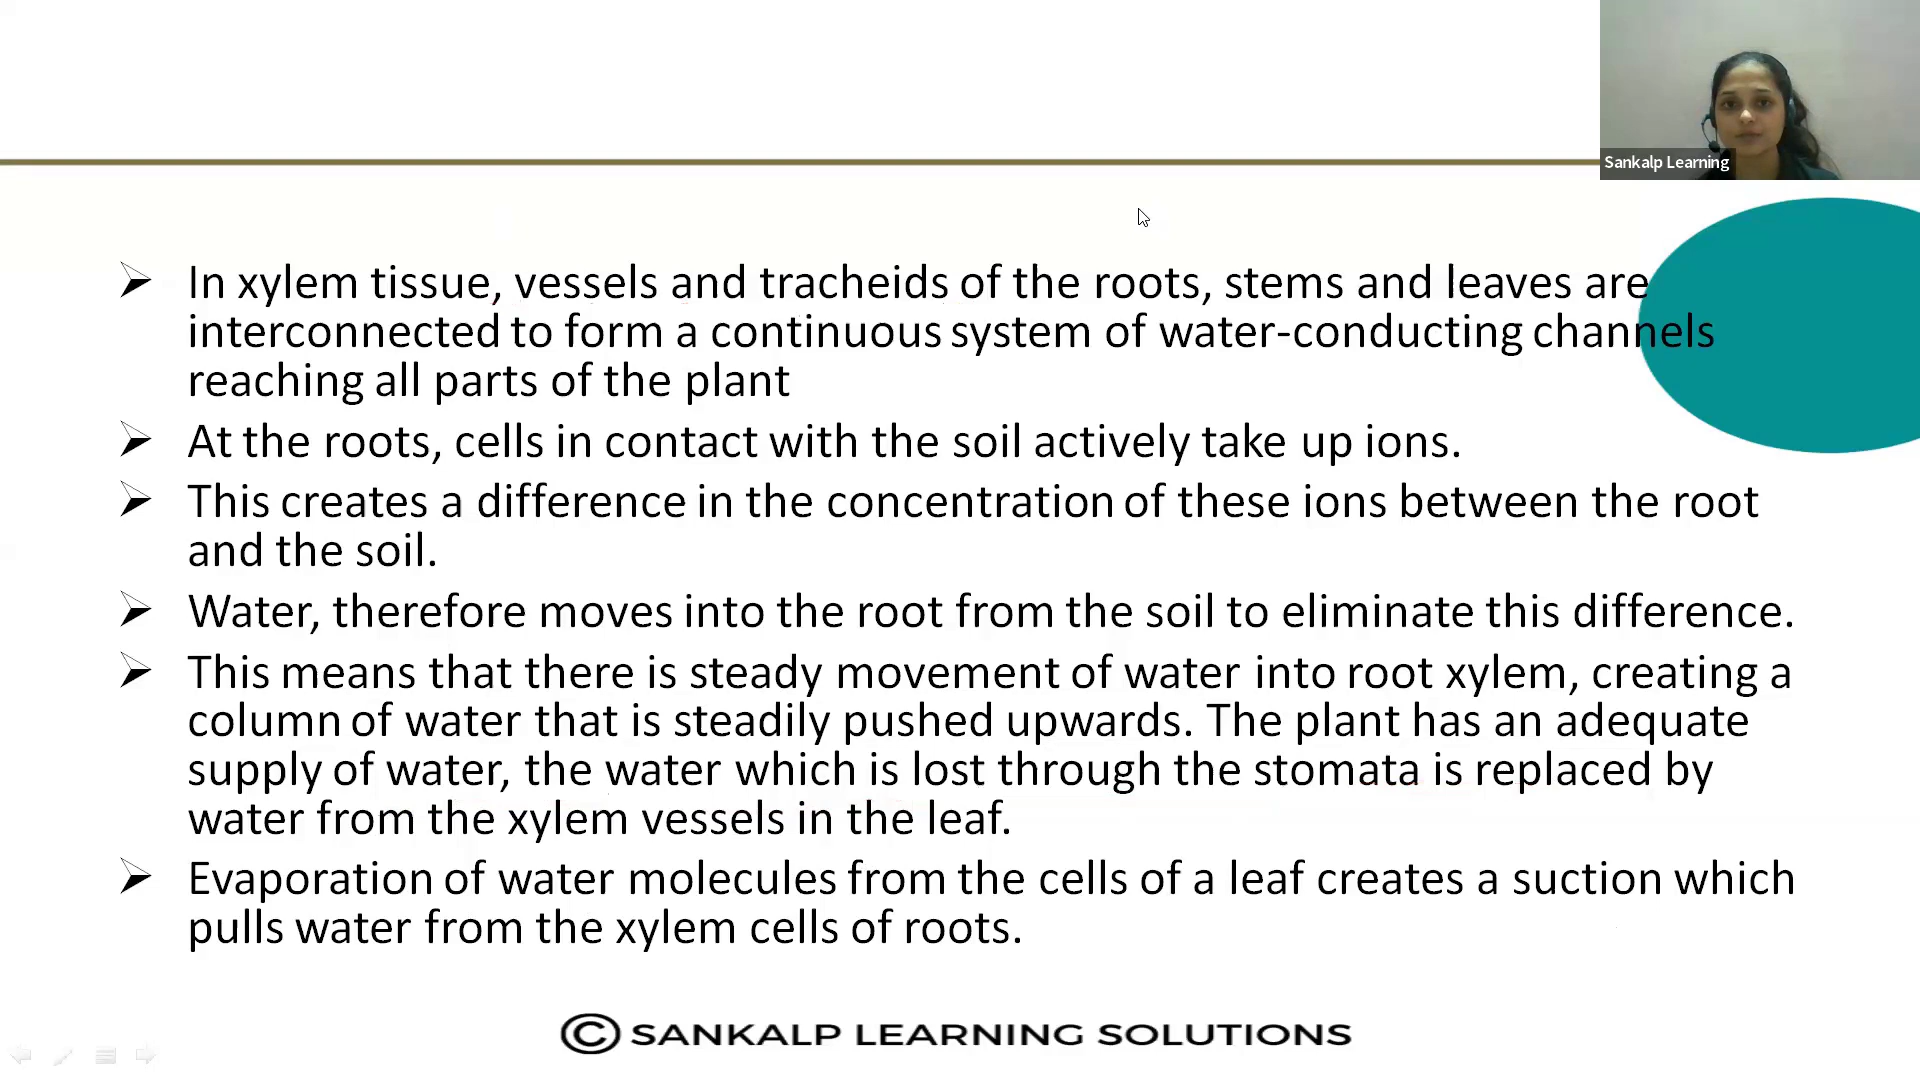 Sankalp Learning
In xylem tissue, vessels and tracheids of the roots, stems and leaves are
interconnected to form a continuous system of water-conducting channels
reaching all parts of the plant
At the roots, cells in contact with the soil actively take up ions.
This creates a difference in the concentration of these ions between the root
and the soil.
Water, therefore moves into the root from the soil to eliminate this difference.
This means that there is steady movement of water into root xylem, creating a
column of water that is steadily pushed upwards. The plant has an adequate
supply of water, the water which is lost through the stomata is replaced by
water from the xylem vessels in the leaf.
Evaporation of water molecules from the cells of a leaf creates a suction which
pulls water from the xylem cells of roots.
© SANKALP LEARNING SOLUTIONS